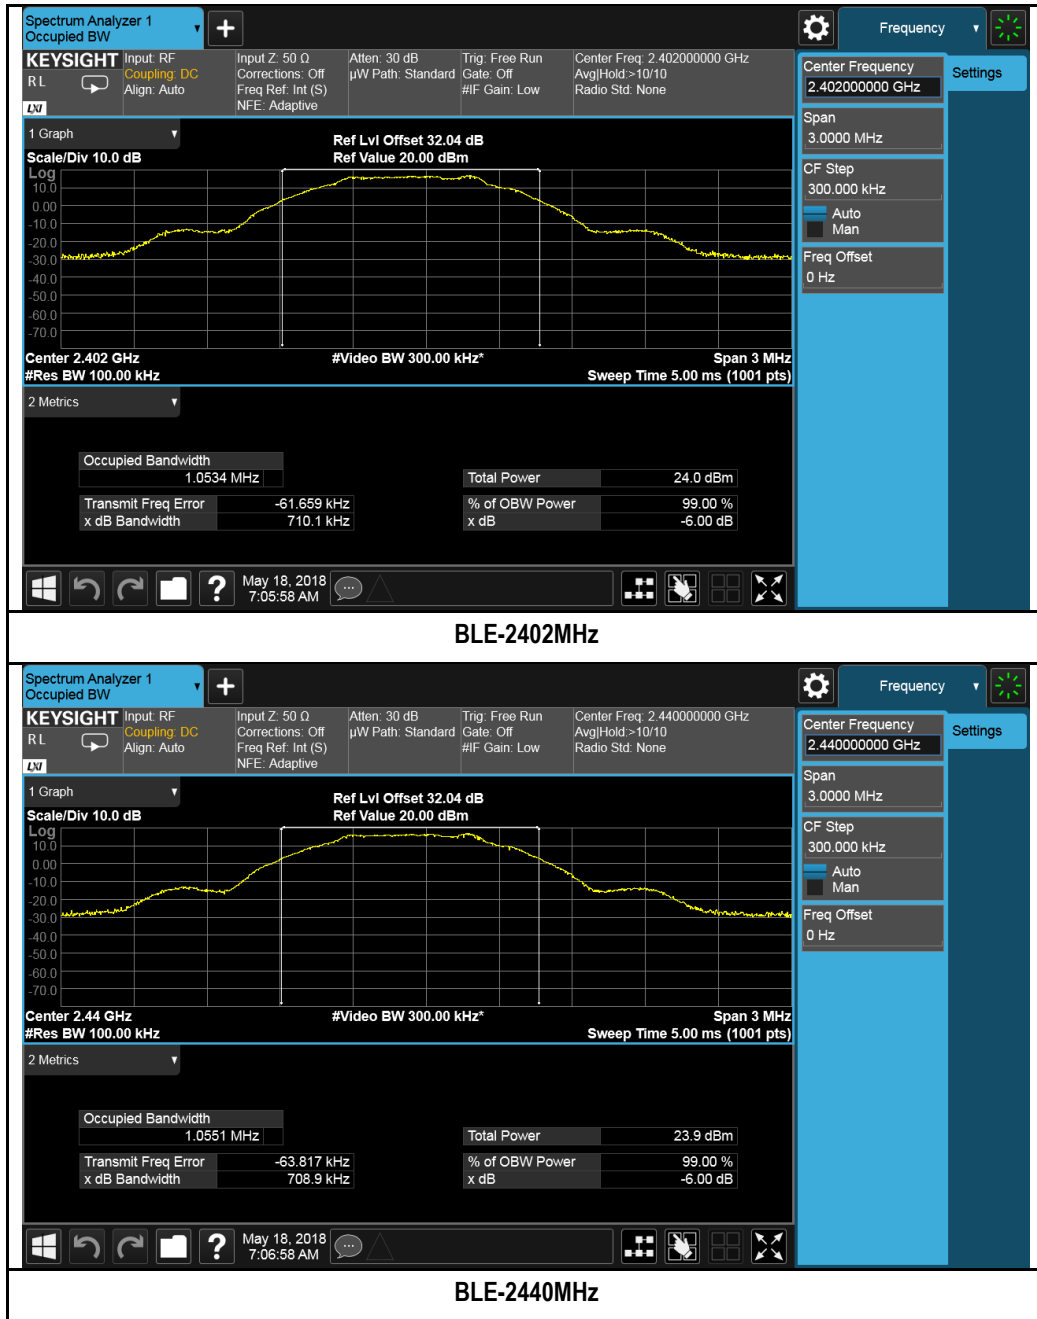 Spectrum Analyzer 1
Occupied BW
Frequency
KEYSIGHT
RL
LXI
Input: RF
Coupling: DC
Align: Auto
Input Z: 50 Ω
Corrections: Off
Freq Ref: Int (S)
NFE: Adaptive
Atten: 30 dB
µW Path: Standard
Trig: Free Run
Gate: Off
#IF Gain: Low
Center Freq: 2.402000000 GHz
Avg|Hold:>10/10
Radio Std: None
Center Frequency
2.402000000 GHz
Settings
Span
3.0000 MHz
CF Step
300.000 kHz
Auto
Man
Freq Offset
0 Hz
1 Graph
Scale/Div 10.0 dB
Ref Lvl Offset 32.04 dB
Ref Value 20.00 dBm
Log
10.0
0.00
-10.0
-20.0
-30.0
-40.0
-50.0
-60.0
-70.0
Center 2.402 GHz
#Video BW 300.00 kHz*
Span 3 MHz
#Res BW 100.00 kHz
Sweep Time 5.00 ms (1001 pts)
2 Metrics
Occupied Bandwidth
1.0534 MHz
Total Power 24.0 dBm
Transmit Freq Error -61.659 kHz
% of OBW Power 99.00 %
x dB Bandwidth 710.1 kHz
x dB -6.00 dB
?
May 18, 2018
7:05:58 AM
BLE-2402MHz
Spectrum Analyzer 1
Occupied BW
Frequency
KEYSIGHT
RL
LXI
Input: RF
Coupling: DC
Align: Auto
Input Z: 50 Ω
Corrections: Off
Freq Ref: Int (S)
NFE: Adaptive
Atten: 30 dB
µW Path: Standard
Trig: Free Run
Gate: Off
#IF Gain: Low
Center Freq: 2.440000000 GHz
Avg|Hold:>10/10
Radio Std: None
Center Frequency
2.440000000 GHz
Settings
Span
3.0000 MHz
CF Step
300.000 kHz
Auto
Man
Freq Offset
0 Hz
1 Graph
Scale/Div 10.0 dB
Ref Lvl Offset 32.04 dB
Ref Value 20.00 dBm
Log
10.0
0.00
-10.0
-20.0
-30.0
-40.0
-50.0
-60.0
-70.0
Center 2.44 GHz
#Video BW 300.00 kHz*
Span 3 MHz
#Res BW 100.00 kHz
Sweep Time 5.00 ms (1001 pts)
2 Metrics
Occupied Bandwidth
1.0551 MHz
Total Power 23.9 dBm
Transmit Freq Error -63.817 kHz
% of OBW Power 99.00 %
x dB Bandwidth 708.9 kHz
x dB -6.00 dB
?
May 18, 2018
7:06:58 AM
BLE-2440MHz